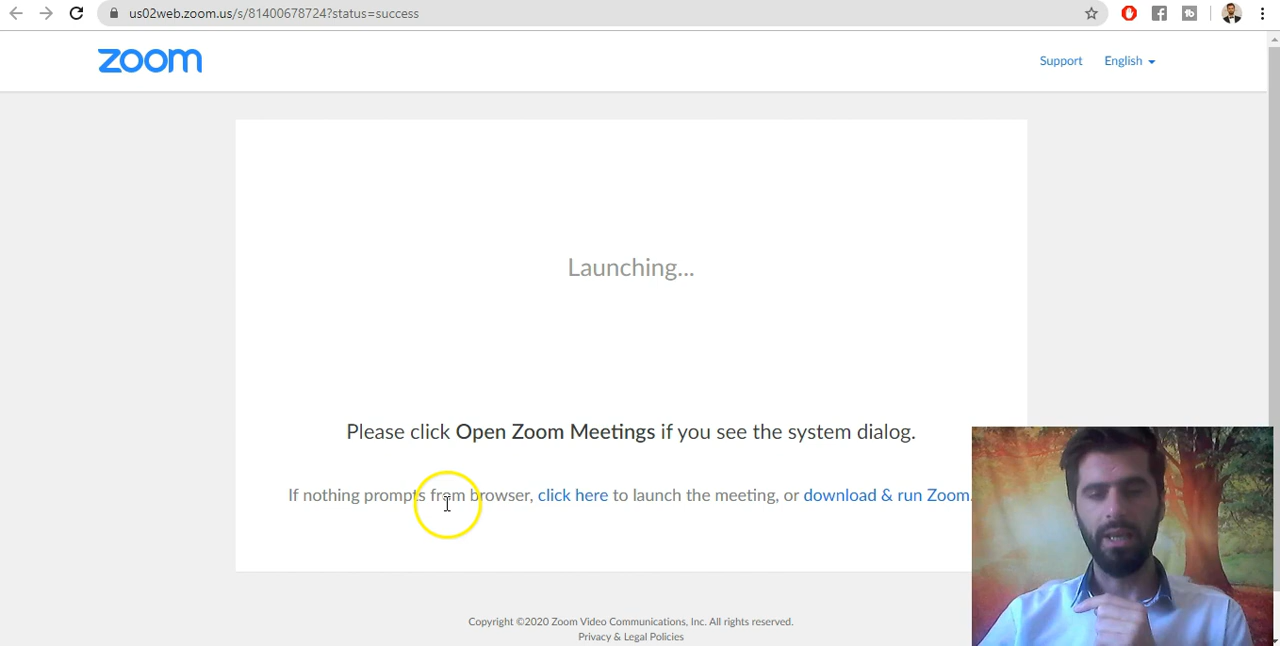 us02web.zoom.us/s/81400678724?status=success
zoom
Support English
Launching...
Please click Open Zoom Meetings if you see the system dialog.
If nothing prompts from browser, click here to launch the meeting, or download & run Zoom.
Copyright ©2020 Zoom Video Communications, Inc. All rights reserved.
Privacy & Legal Policies